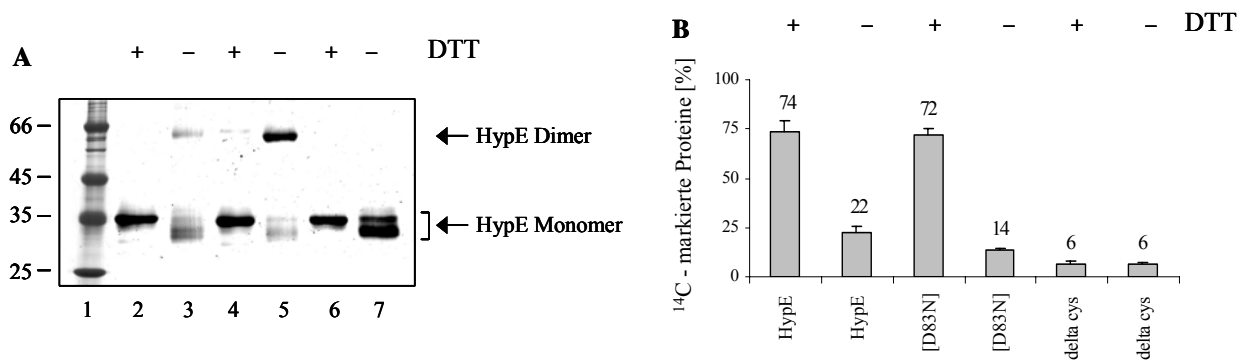 A
+ – + – + – DTT
66 –
45 –
35 –
25 –
HypE Dimer
HypE Monomer
1 2 3 4 5 6 7
B
+ – + – + – DTT
¹⁴C - markierte Proteine [%]
100
75
50
25
0
74
22
72
14
6
6
HypE
HypE
[D83N]
[D83N]
delta cys
delta cys